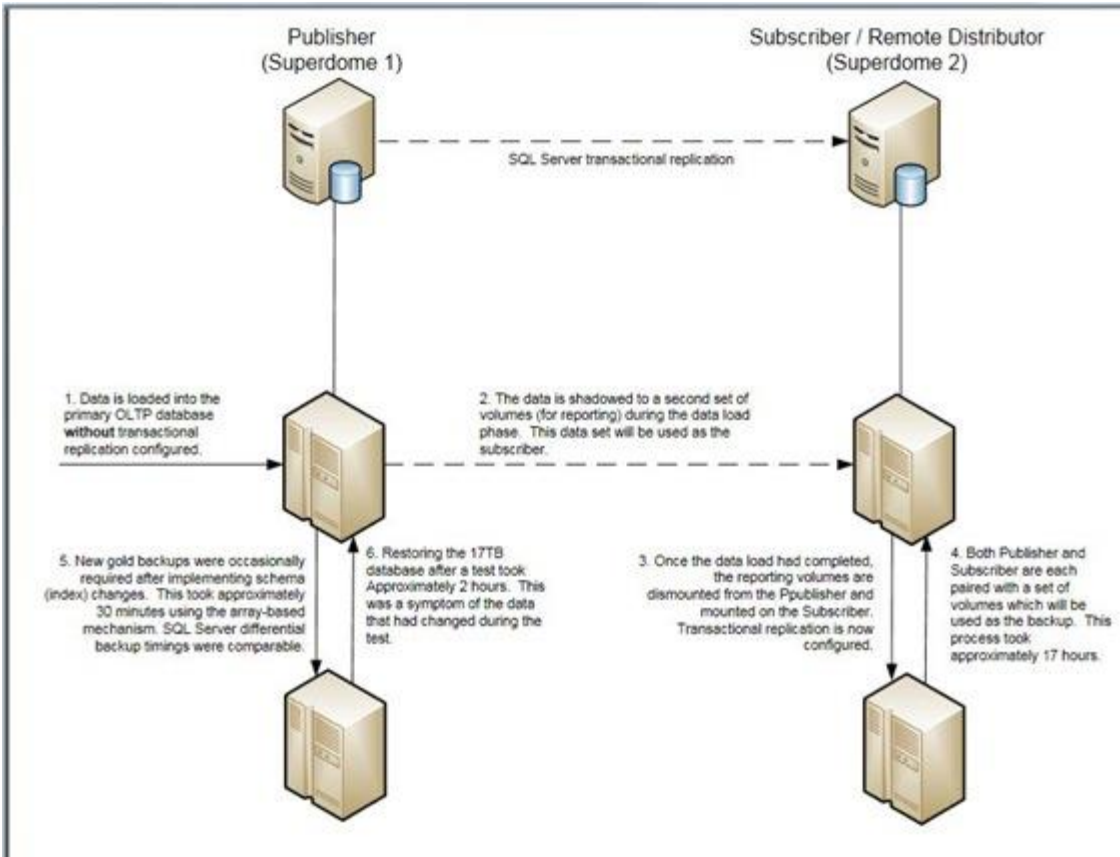 Publisher
(Superdome 1)
Subscriber / Remote Distributor
(Superdome 2)
SQL Server transactional replication
1. Data is loaded into the
primary OLTP database
without transactional
replication configured.
2. The data is shadowed to a second set of
volumes (for reporting) during the data load
phase. This data set will be used as the
subscriber.
5. New gold backups were occasionally
required after implementing schema
(index) changes. This took approximately
30 minutes using the array-based
mechanism. SQL Server differential
backup timings were comparable.
6. Restoring the 17TB
database after a test took
Approximately 2 hours. This
was a symptom of the data
that had changed during the
test.
3. Once the data load had completed,
the reporting volumes are
dismounted from the Ppublisher and
mounted on the Subscriber.
Transactional replication is now
configured.
4. Both Publisher and
Subscriber are each
paired with a set of
volumes which will be
used as the backup. This
process took
approximately 17 hours.